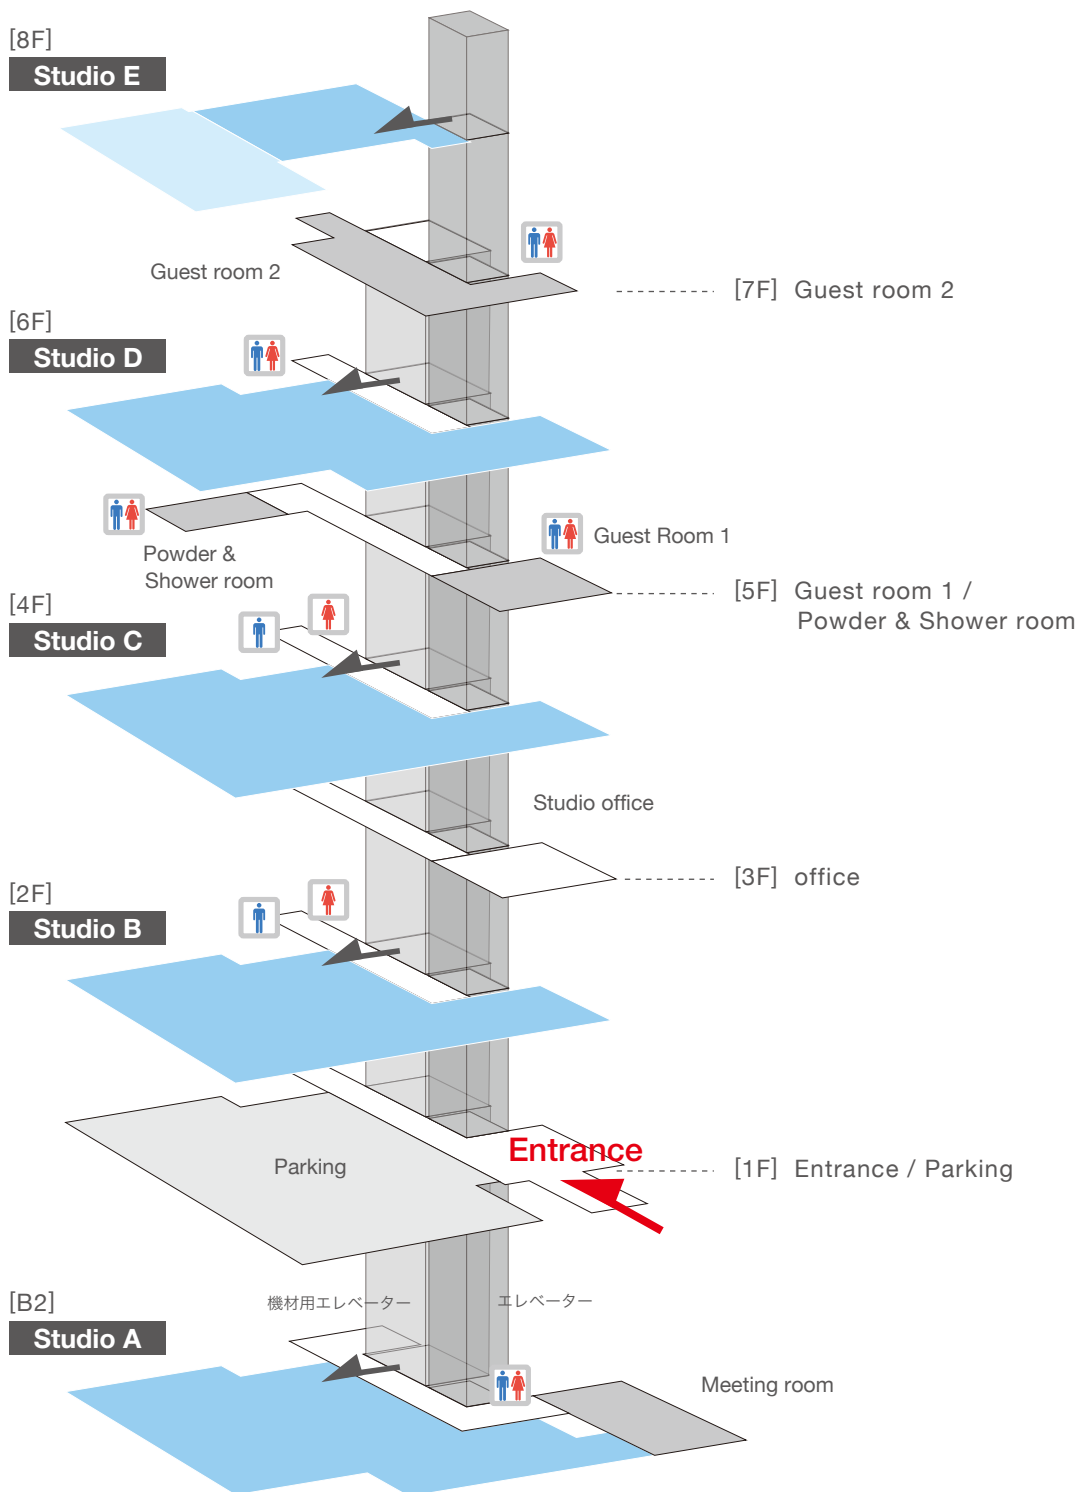 [8F]
Studio E
Guest room 2
[7F] Guest room 2
[6F]
Studio D
Powder &
Shower room
Guest Room 1
[5F] Guest room 1 /
Powder & Shower room
[4F]
Studio C
Studio office
[3F] office
[2F]
Studio B
Entrance
Parking
[1F] Entrance / Parking
[B2]
機材用エレベーター
エレベーター
Studio A
Meeting room